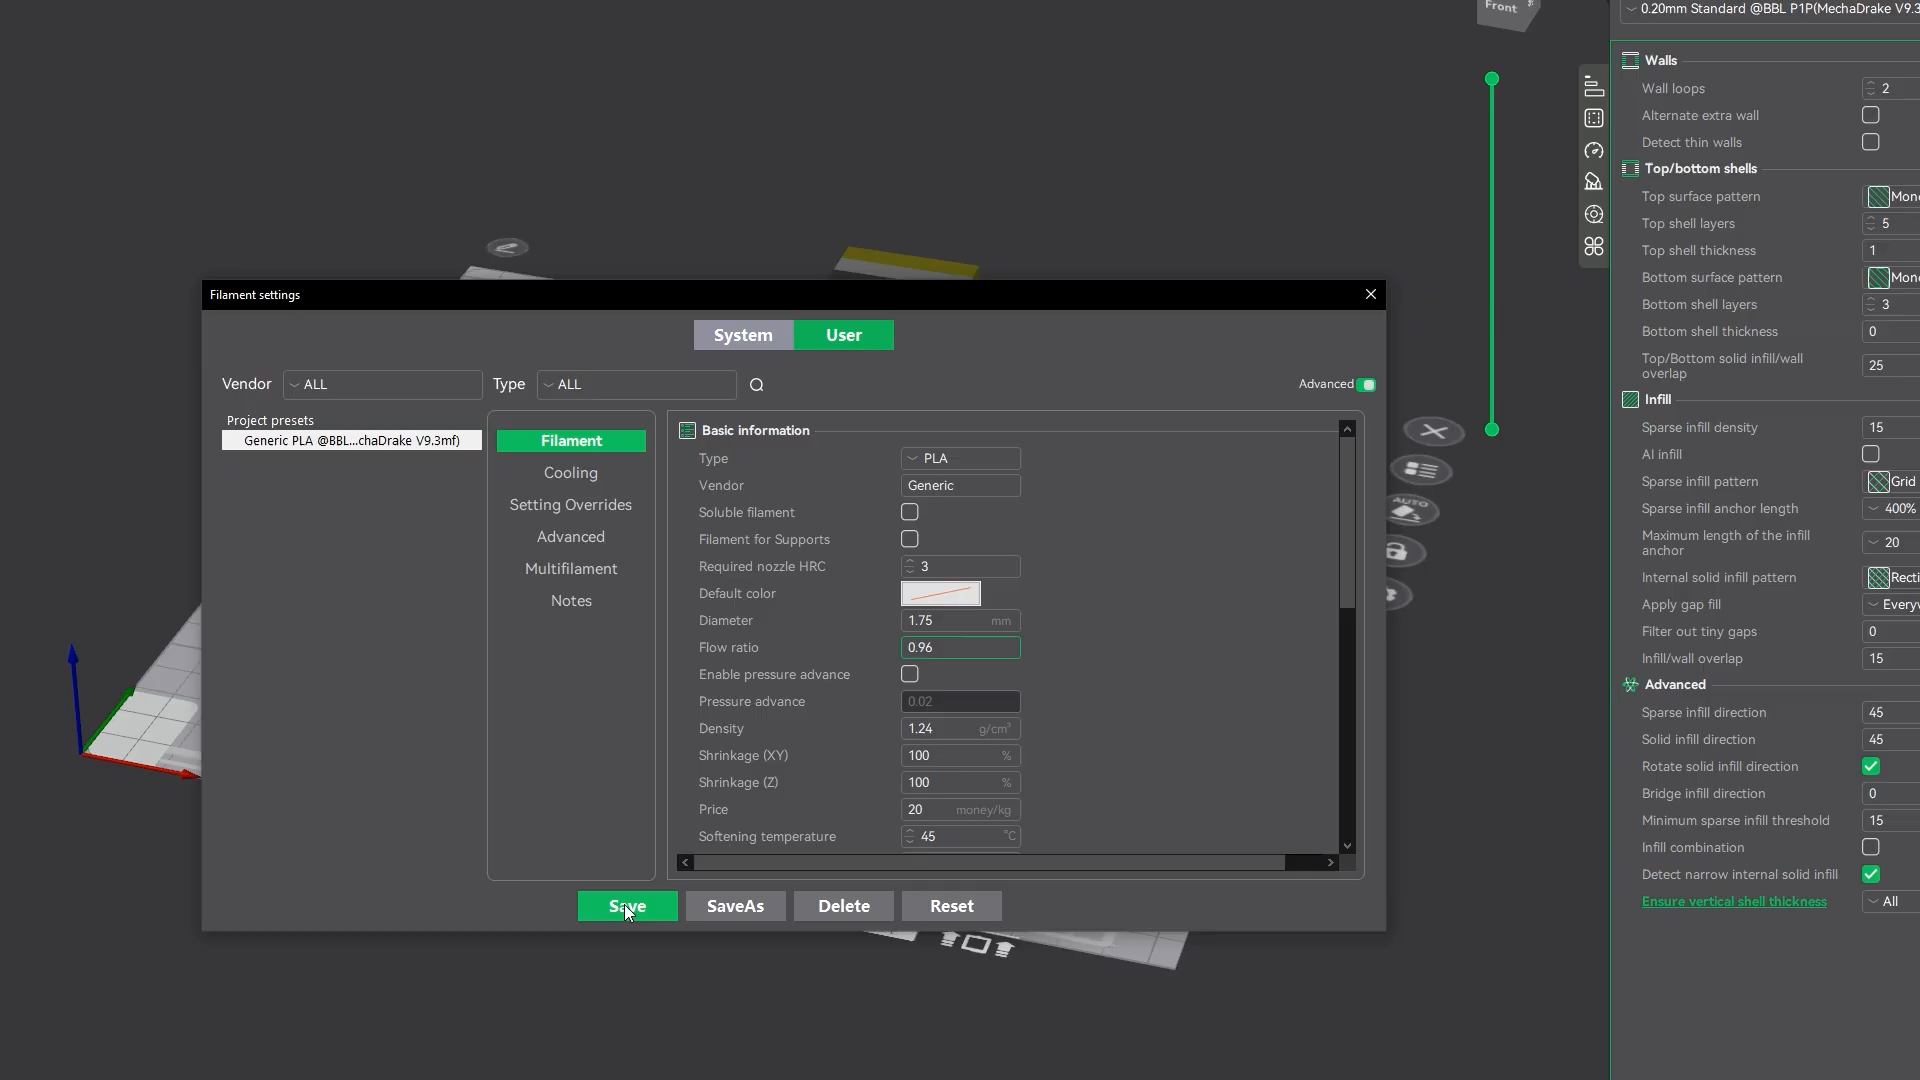 Front
0.20mm Standard @BBL P1P(MechaDrake V9.3
Walls
Wall loops 2
Alternate extra wall
Detect thin walls
Top/bottom shells
Top surface pattern Mono
Top shell layers 5
Top shell thickness 1
Bottom surface pattern Mono
Bottom shell layers 3
Bottom shell thickness 0
Top/Bottom solid infill/wall
overlap 25
Infill
Sparse infill density 15
AI infill
Sparse infill pattern Grid
Sparse infill anchor length 400%
Maximum length of the infill
anchor 20
Internal solid infill pattern Recti
Apply gap fill Everyw
Filter out tiny gaps 0
Infill/wall overlap 15
Advanced
Sparse infill direction 45
Solid infill direction 45
Rotate solid infill direction
Bridge infill direction 0
Minimum sparse infill threshold 15
Infill combination
Detect narrow internal solid infill
Ensure vertical shell thickness All
Filament settings
System User
Vendor ALL Type ALL
Advanced
Project presets
Generic PLA @BBL...chaDrake V9.3mf)
Filament
Cooling
Setting Overrides
Advanced
Multifilament
Notes
Basic information
Type PLA
Vendor Generic
Soluble filament
Filament for Supports
Required nozzle HRC 3
Default color
Diameter 1.75 mm
Flow ratio 0.96
Enable pressure advance
Pressure advance 0.02
Density 1.24 g/cm³
Shrinkage (XY) 100 %
Shrinkage (Z) 100 %
Price 20 money/kg
Softening temperature 45 °C
Save SaveAs Delete Reset
AUTO